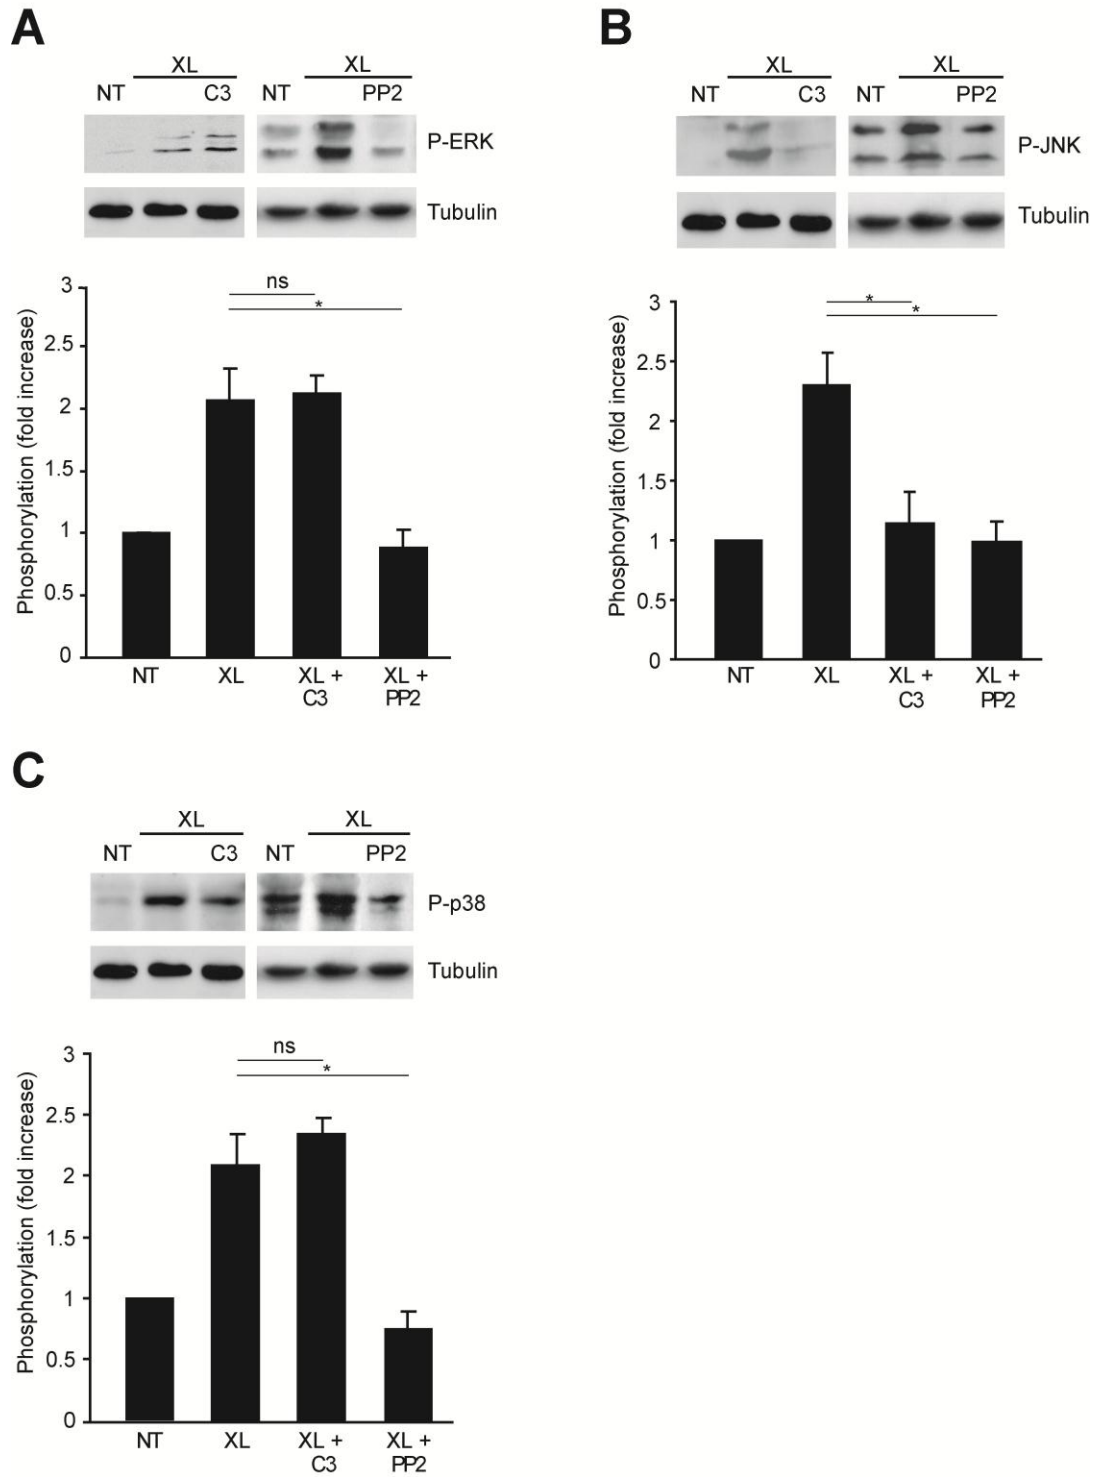 A
XL
XL
NT
C3
NT
PP2
P-ERK
Tubulin
ns
*
3
2.5
2
1.5
1
0.5
0
Phosphorylation (fold increase)
NT
XL
XL +
C3
XL +
PP2
B
XL
XL
NT
C3
NT
PP2
P-JNK
Tubulin
*
*
3
2.5
2
1.5
1
0.5
0
Phosphorylation (fold increase)
NT
XL
XL +
C3
XL +
PP2
C
XL
XL
NT
C3
NT
PP2
P-p38
Tubulin
ns
*
3
2.5
2
1.5
1
0.5
0
Phosphorylation (fold increase)
NT
XL
XL +
C3
XL +
PP2